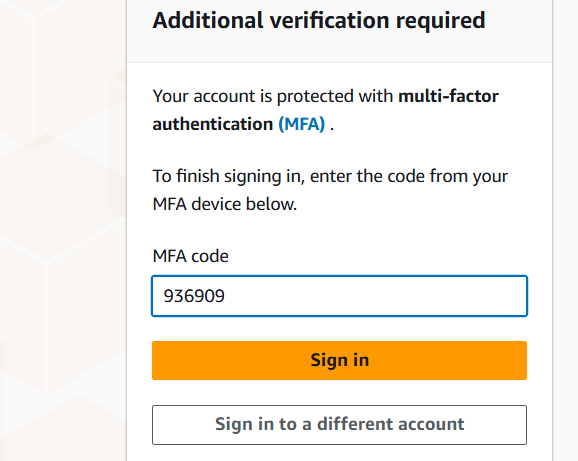 Additional verification required
Your account is protected with multi-factor
authentication (MFA) .
To finish signing in, enter the code from your
MFA device below.
MFA code
936909
Sign in
Sign in to a different account